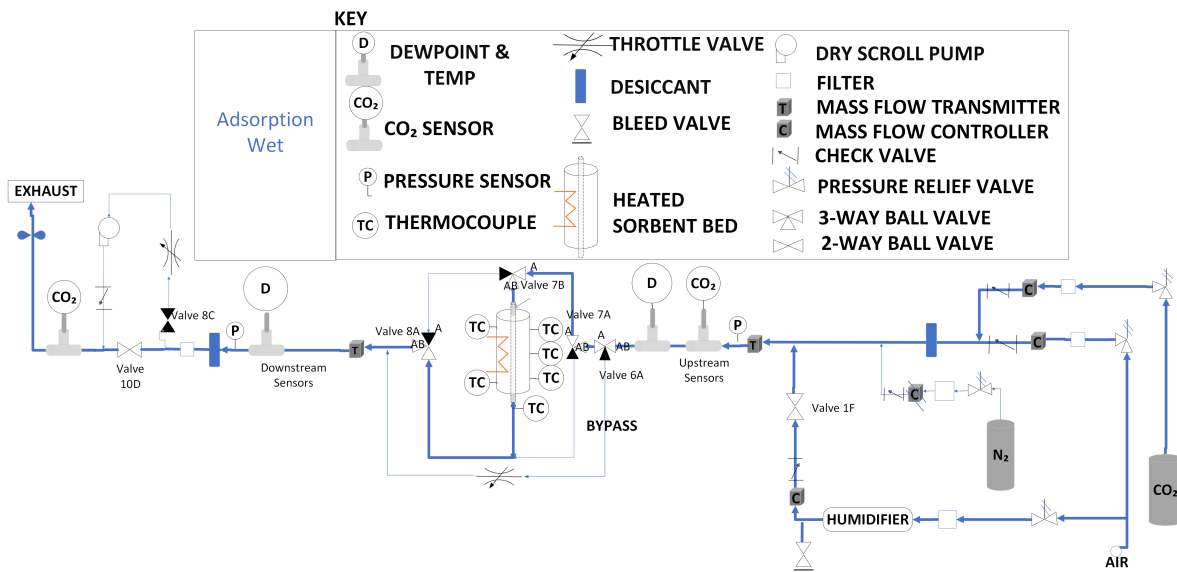 KEY
D
DEWPOINT &
TEMP
CO₂
CO₂ SENSOR
P
PRESSURE SENSOR
TC
THERMOCOUPLE
THROTTLE VALVE
DESICCANT
BLEED VALVE
HEATED
SORBENT BED
DRY SCROLL PUMP
FILTER
T
MASS FLOW TRANSMITTER
C
MASS FLOW CONTROLLER
CHECK VALVE
PRESSURE RELIEF VALVE
3-WAY BALL VALVE
2-WAY BALL VALVE
Adsorption
Wet
EXHAUST
CO₂
Valve
10D
Valve 8C
P
D
Downstream
Sensors
T
Valve 8A
A
AB
A
AB
Valve 7B
TC
TC
TC
TC
TC
TC
Valve 7A
A
AB
A
AB
Valve 6A
BYPASS
D
CO₂
Upstream
Sensors
P
T
C
C
C
N₂
Valve 1F
C
HUMIDIFIER
CO₂
AIR